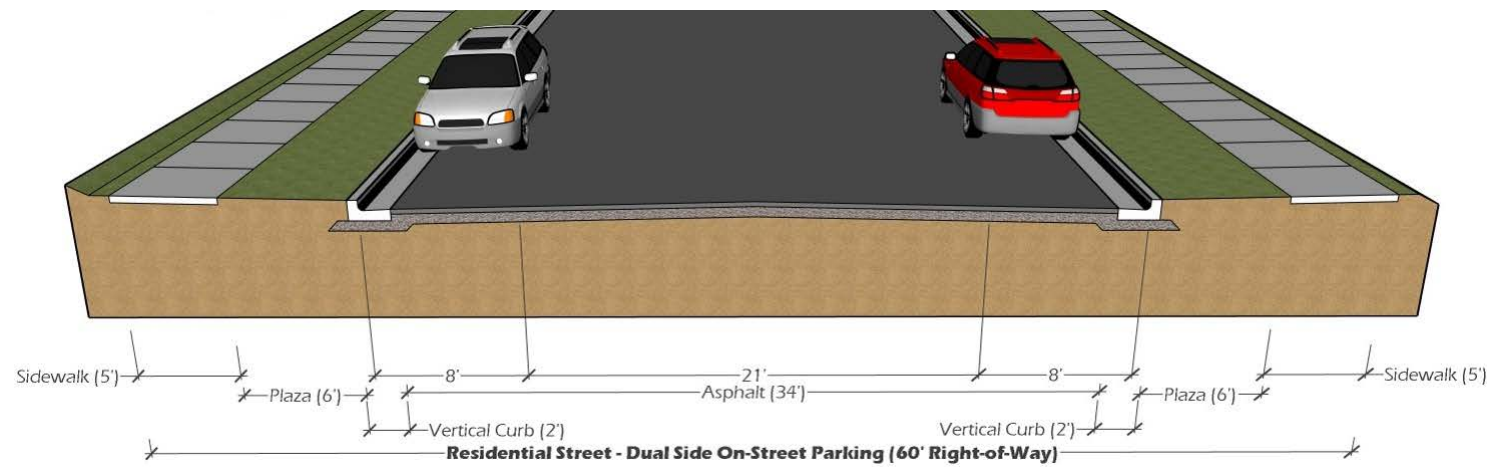 Sidewalk (5') 8' 21' 8' Sidewalk (5')
Plaza (6') Asphalt (34') Plaza (6')
Vertical Curb (2') Vertical Curb (2')
Residential Street - Dual Side On-Street Parking (60' Right-of-Way)